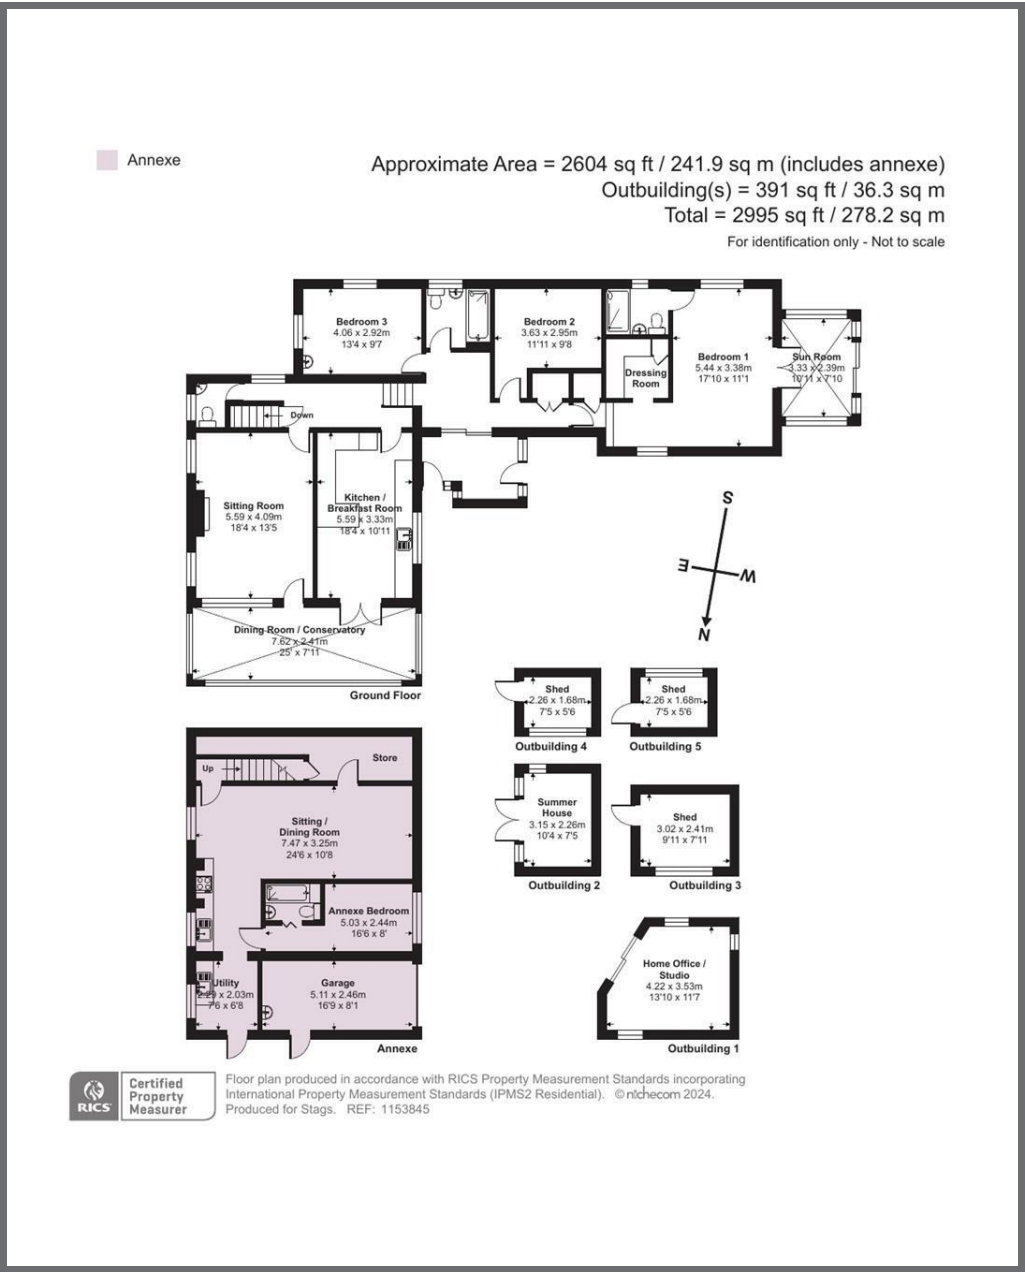 Annexe
Approximate Area = 2604 sq ft / 241.9 sq m (includes annexe)
Outbuilding(s) = 391 sq ft / 36.3 sq m
Total = 2995 sq ft / 278.2 sq m
For identification only - Not to scale
Bedroom 3
4.06 x 2.92m
13'4 x 9'7
Bedroom 2
3.63 x 2.95m
11'11 x 9'8
Dressing
Room
Bedroom 1
5.44 x 3.38m
17'10 x 11'1
Sun Room
3.33 x 2.39m
10'11 x 7'10
Down
Sitting Room
5.59 x 4.09m
18'4 x 13'5
Kitchen /
Breakfast Room
5.59 x 3.33m
18'4 x 10'11
S
E
W
N
Dining Room / Conservatory
7.62 x 2.41m
25' x 7'11
Ground Floor
Shed
2.26 x 1.68m
7'5 x 5'6
Outbuilding 4
Shed
2.26 x 1.68m
7'5 x 5'6
Outbuilding 5
Store
Up
Sitting /
Dining Room
7.47 x 3.25m
24'6 x 10'8
Summer
House
3.15 x 2.26m
10'4 x 7'5
Outbuilding 2
Shed
3.02 x 2.41m
9'11 x 7'11
Outbuilding 3
Annexe Bedroom
5.03 x 2.44m
16'6 x 8'
Utility
2.29 x 2.03m
7'6 x 6'8
Garage
5.11 x 2.46m
16'9 x 8'1
Annexe
Home Office /
Studio
4.22 x 3.53m
13'10 x 11'7
Outbuilding 1
RICS
Certified
Property
Measurer
Floor plan produced in accordance with RICS Property Measurement Standards incorporating
International Property Measurement Standards (IPMS2 Residential). © nichecom 2024.
Produced for Stags. REF: 1153845